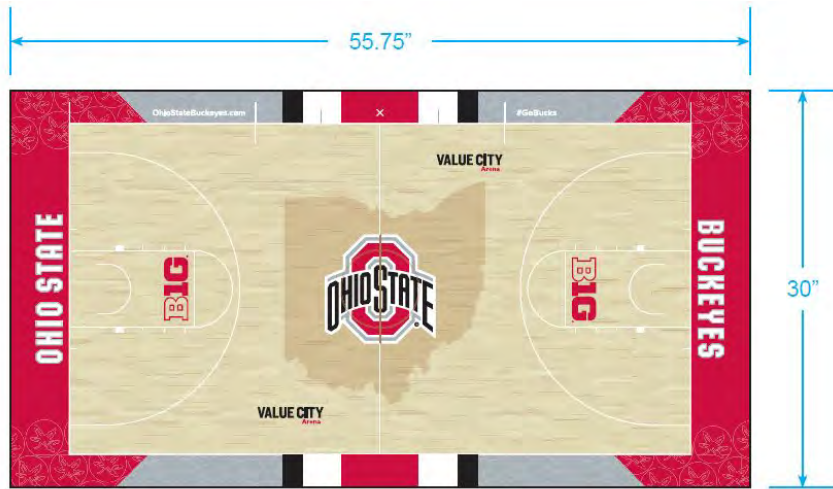 55.75”
OhioStateBuckeyes.com
#GoBucks
VALUE CITY
Arena
OHIO STATE
B1G
OHIO STATE
B1G
BUCKEYES
30”
VALUE CITY
Arena